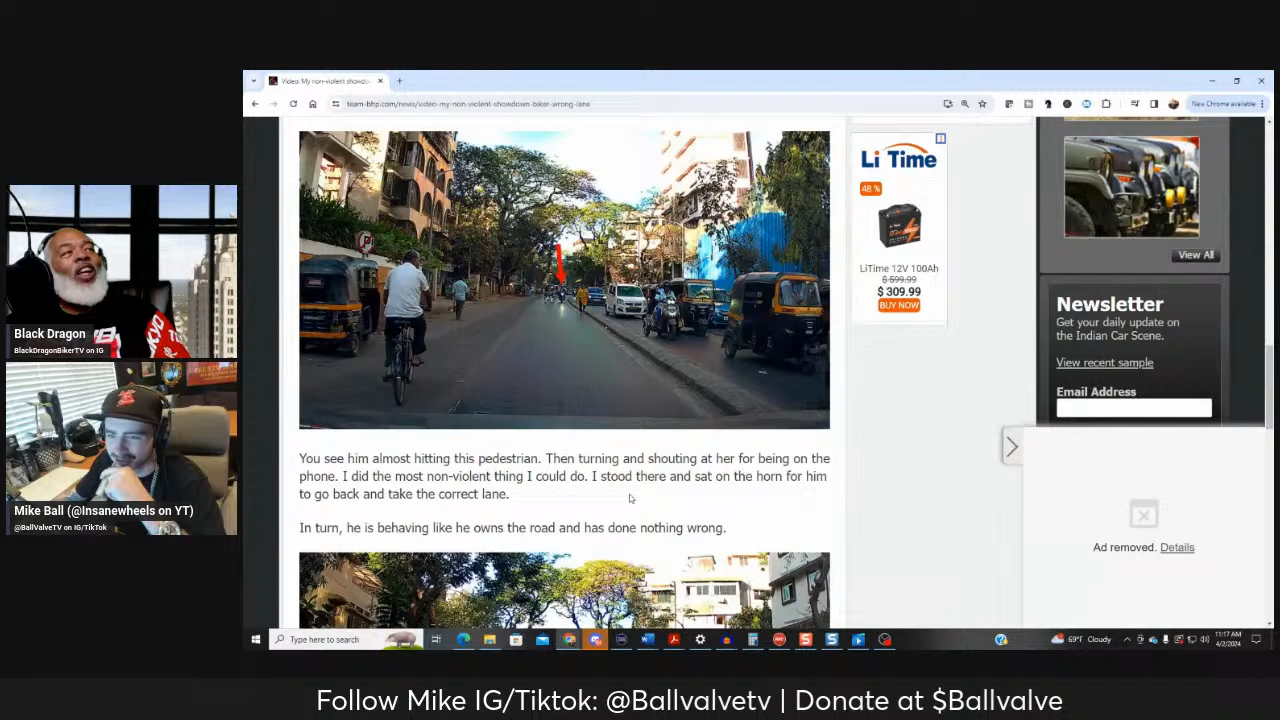 Video: My non-violent showdo
team-bhp.com/news/video-my-non-violent-showdown-biker-wrong-lane
New Chrome available
Li Time
48 %
LiTime 12V 100Ah
$ 599.99
$ 309.99
BUY NOW
View All
Newsletter
Get your daily update on
the Indian Car Scene.
View recent sample
Email Address
Black Dragon
BlackDragonBikerTV on IG
You see him almost hitting this pedestrian. Then turning and shouting at her for being on the
phone. I did the most non-violent thing I could do. I stood there and sat on the horn for him
to go back and take the correct lane.
In turn, he is behaving like he owns the road and has done nothing wrong.
Mike Ball (@Insanewheels on YT)
@BallValveTV on IG/TikTok
Ad removed. Details
Type here to search
69°F Cloudy
11:17 AM
4/2/2024
Follow Mike IG/Tiktok: @Ballvalvetv | Donate at $Ballvalve